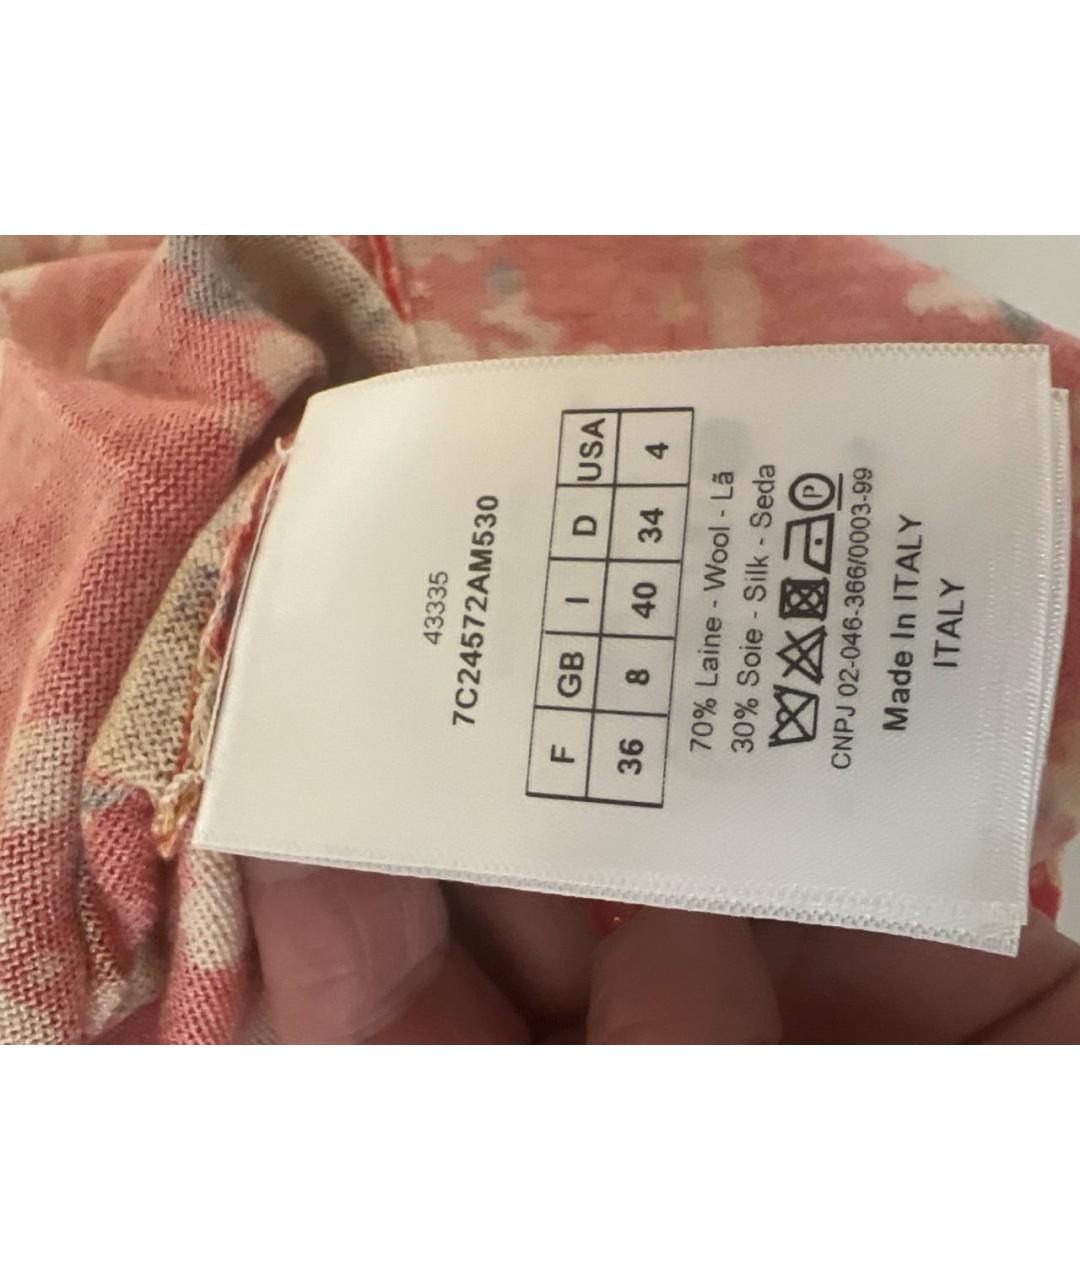 43335
7C24572AM530
F GB I D USA
36 8 40 34 4
70% Laine - Wool - Lã
30% Soie - Silk - Seda
P
CNPJ 02-046-366/0003-99
Made In ITALY
ITALY